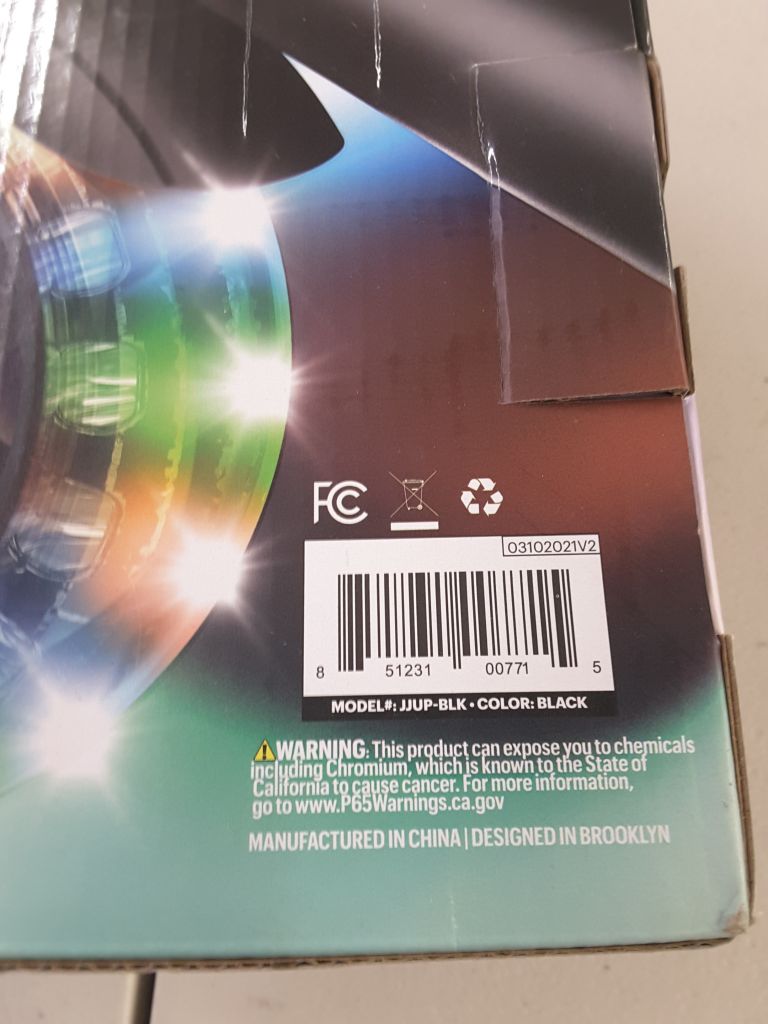 FC
03102021V2
8 51231 00771 5
MODEL#: JJUP-BLK • COLOR: BLACK
WARNING: This product can expose you to chemicals
including Chromium, which is known to the State of
California to cause cancer. For more information,
go to www.P65Warnings.ca.gov
MANUFACTURED IN CHINA | DESIGNED IN BROOKLYN